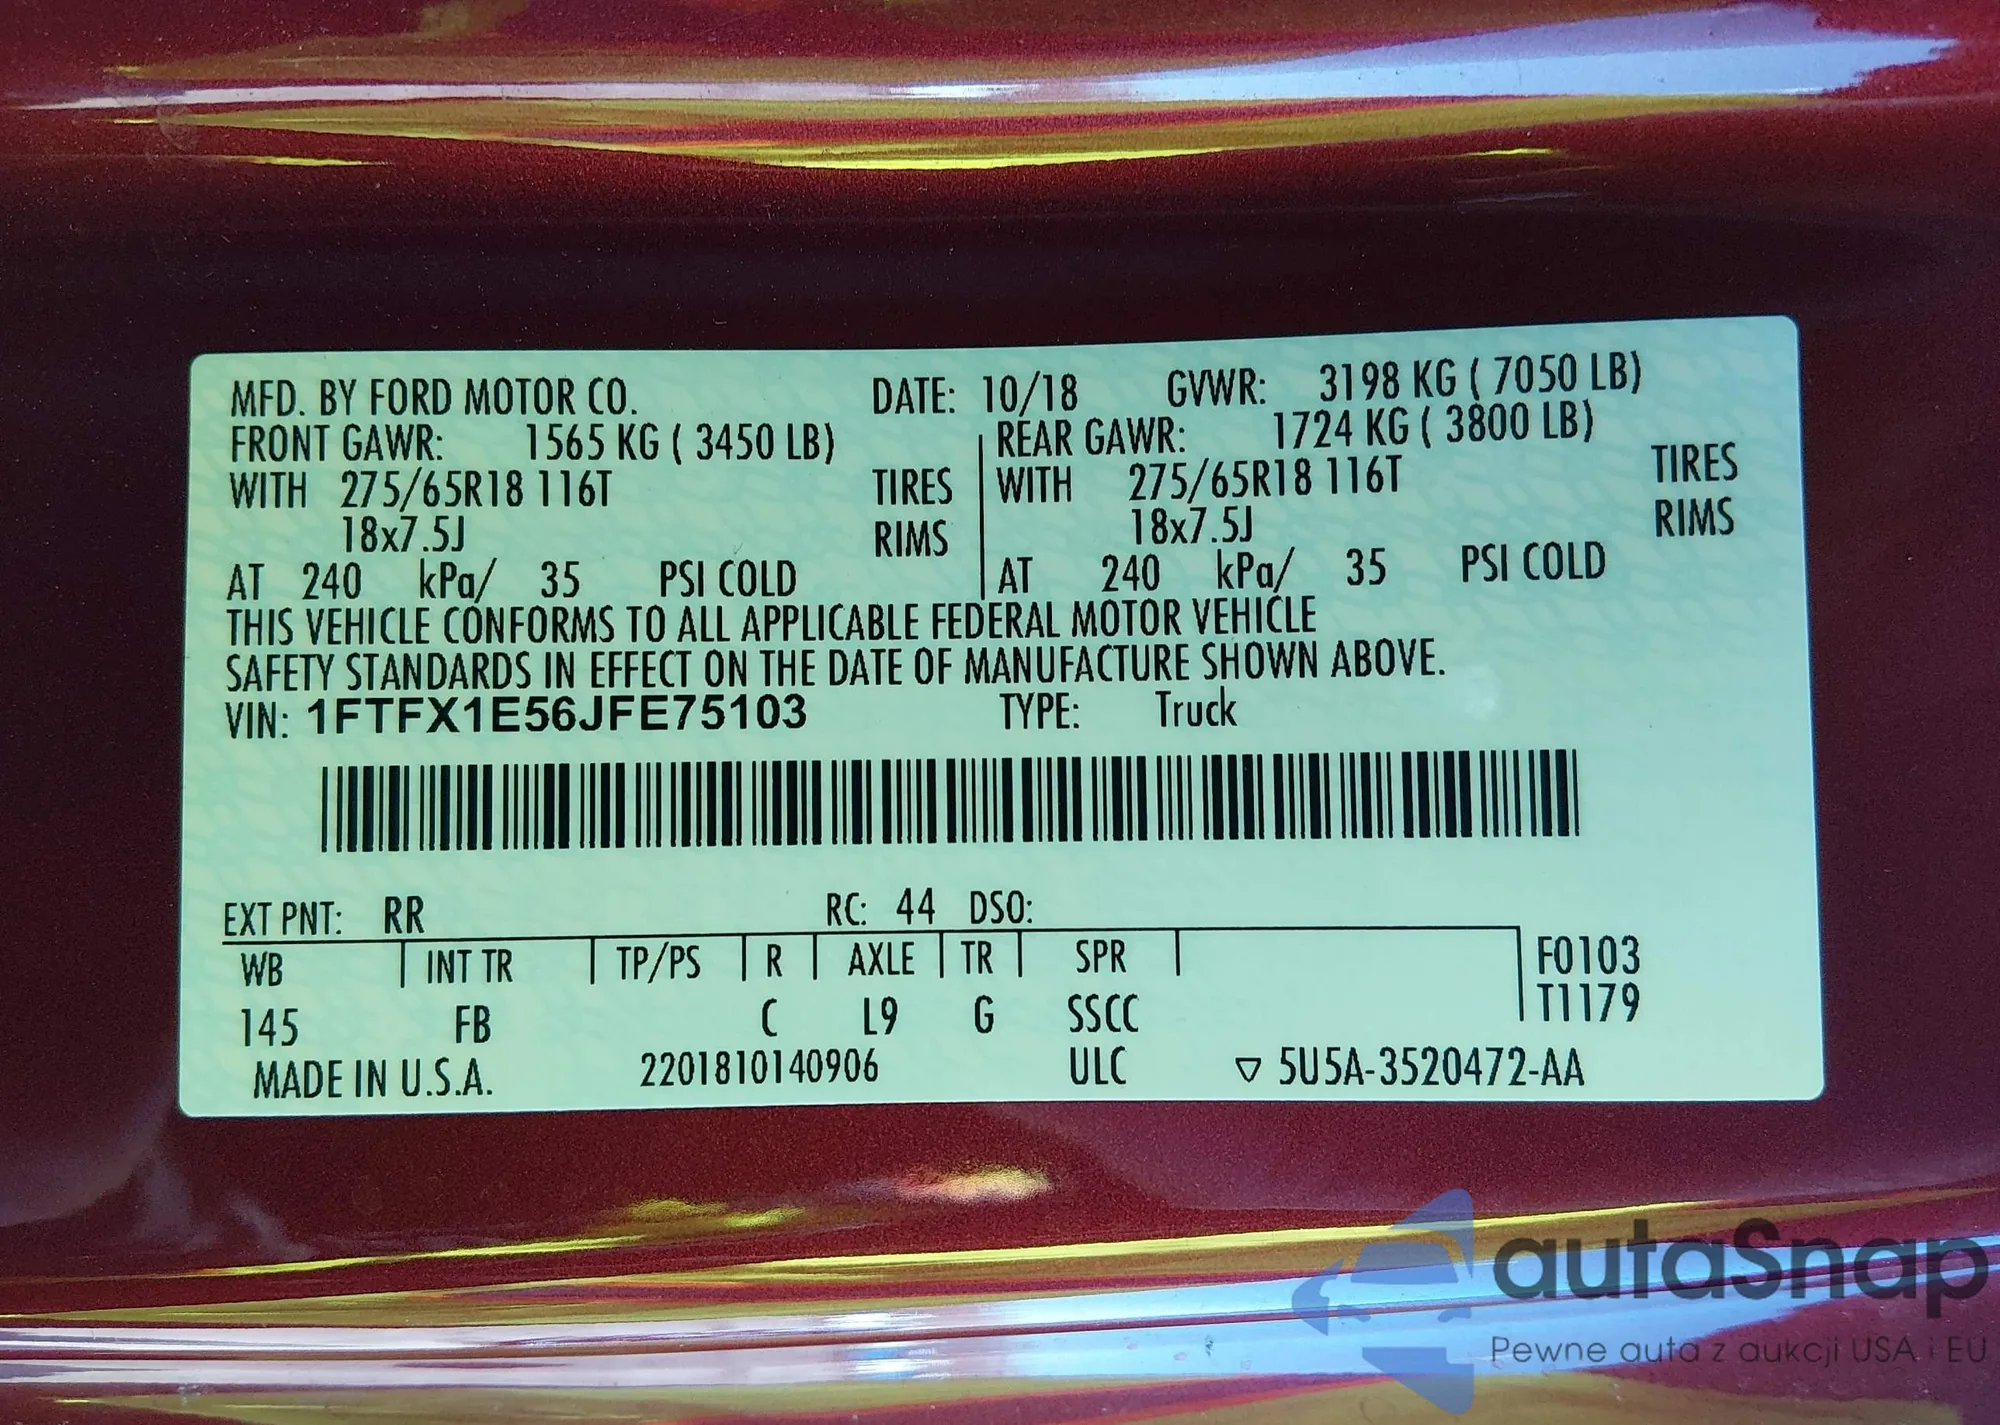 MFD. BY FORD MOTOR CO. DATE: 10/18 GVWR: 3198 KG ( 7050 LB)
FRONT GAWR: 1565 KG ( 3450 LB) REAR GAWR: 1724 KG ( 3800 LB)
WITH 275/65R18 116T TIRES WITH 275/65R18 116T TIRES
18x7.5J RIMS 18x7.5J RIMS
AT 240 kPa/ 35 PSI COLD AT 240 kPa/ 35 PSI COLD
THIS VEHICLE CONFORMS TO ALL APPLICABLE FEDERAL MOTOR VEHICLE
SAFETY STANDARDS IN EFFECT ON THE DATE OF MANUFACTURE SHOWN ABOVE.
VIN: 1FTFX1E56JFE75103 TYPE: Truck
EXT PNT: RR RC: 44 DSO:
WB INT TR TP/PS R AXLE TR SPR F0103
T1179
145 FB C L9 G SSCC
MADE IN U.S.A. 2201810140906 ULC ▽ 5U5A-3520472-AA
autaSnap
Pewne auta z aukcji USA i EU